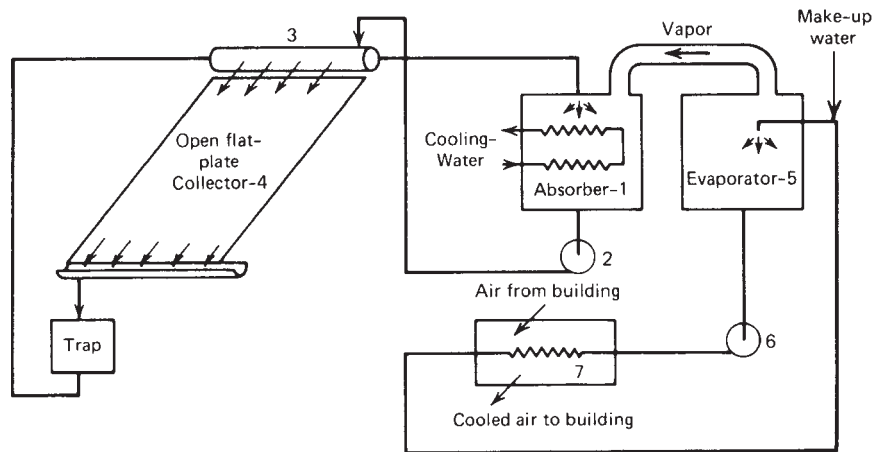 3
Vapor
Make-up
water
Open flat-
plate
Collector-4
Cooling-
Water
Absorber-1
Evaporator-5
2
Air from building
6
Trap
7
Cooled air to building